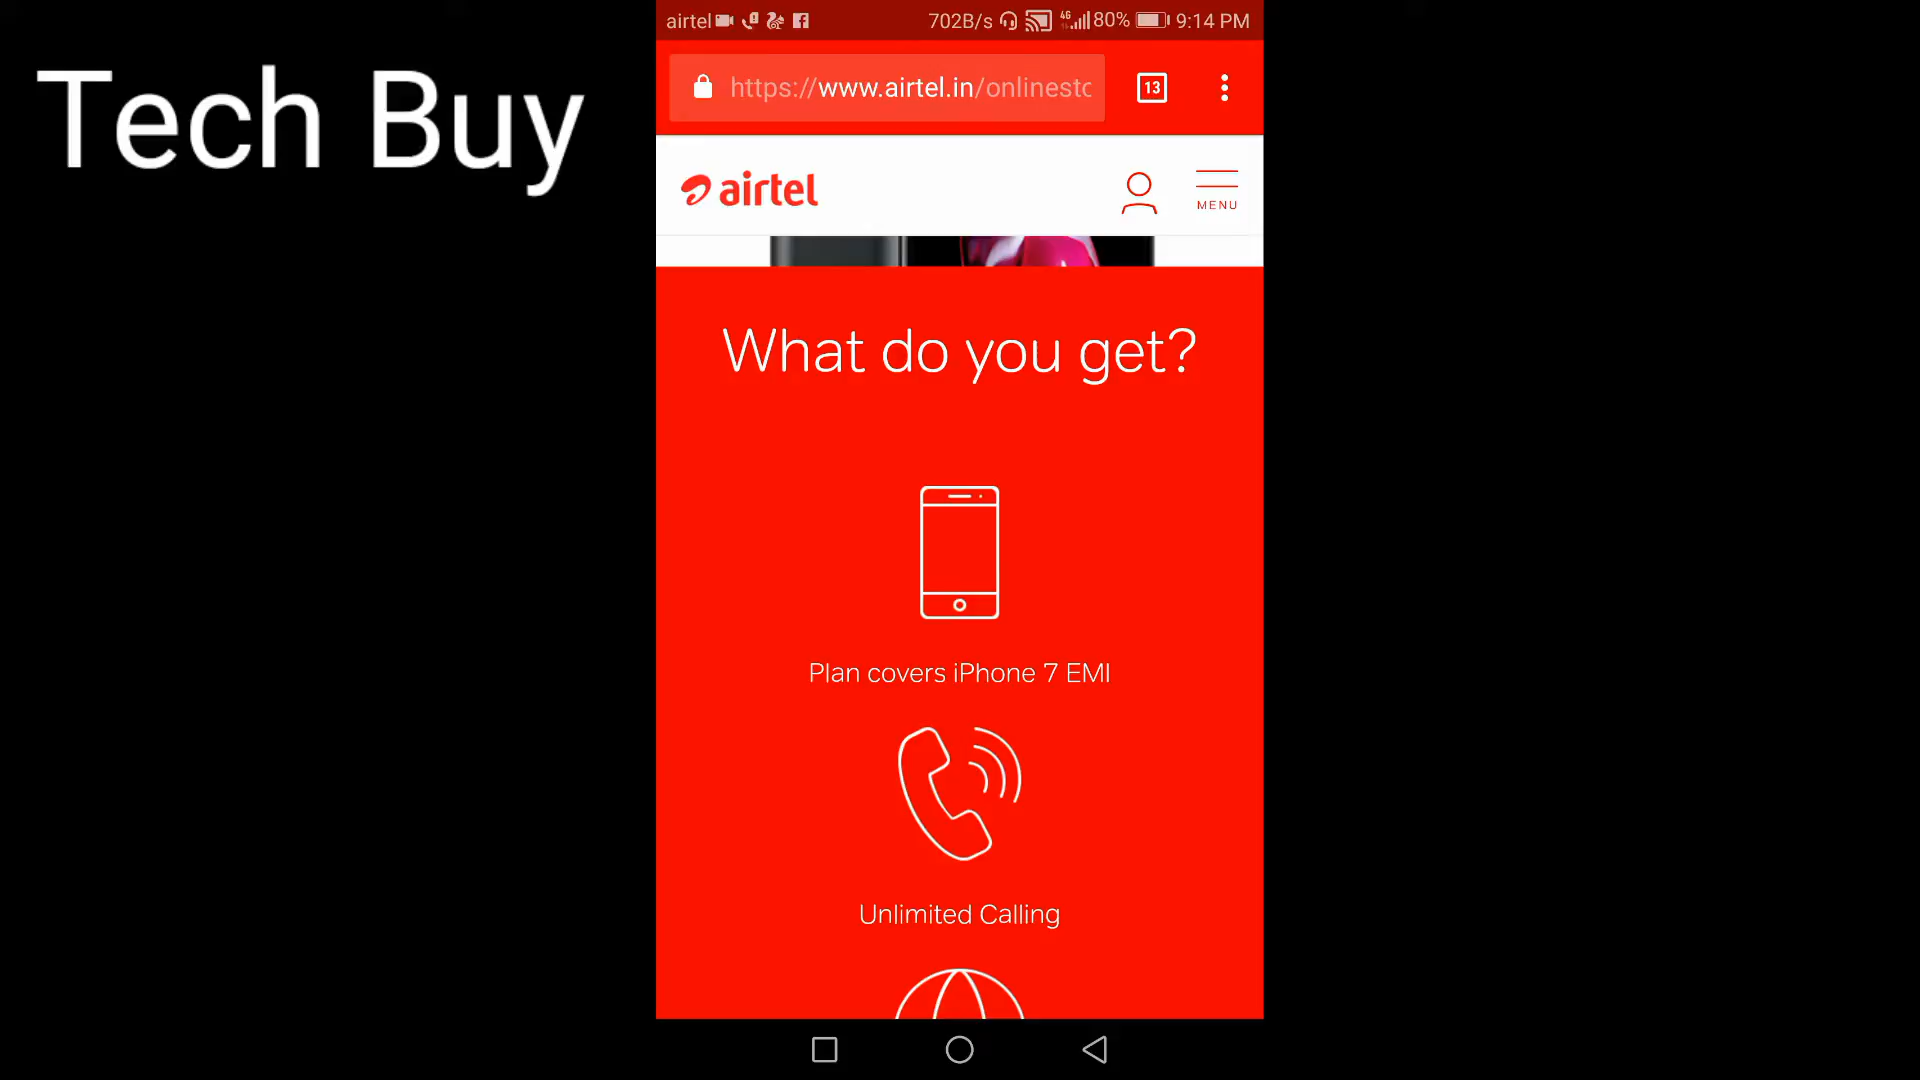 Tech Buy
airtel 702B/s 4G 80% 9:14 PM
https://www.airtel.in/onlinestc
13
airtel
MENU
What do you get?
Plan covers iPhone 7 EMI
Unlimited Calling